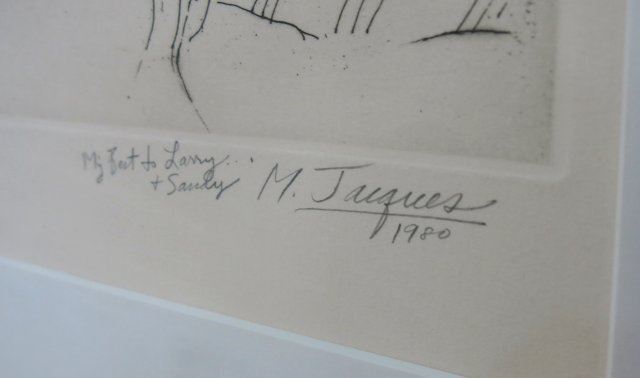 My Best to Larry...
+ Sandy
M. Jacques
1980